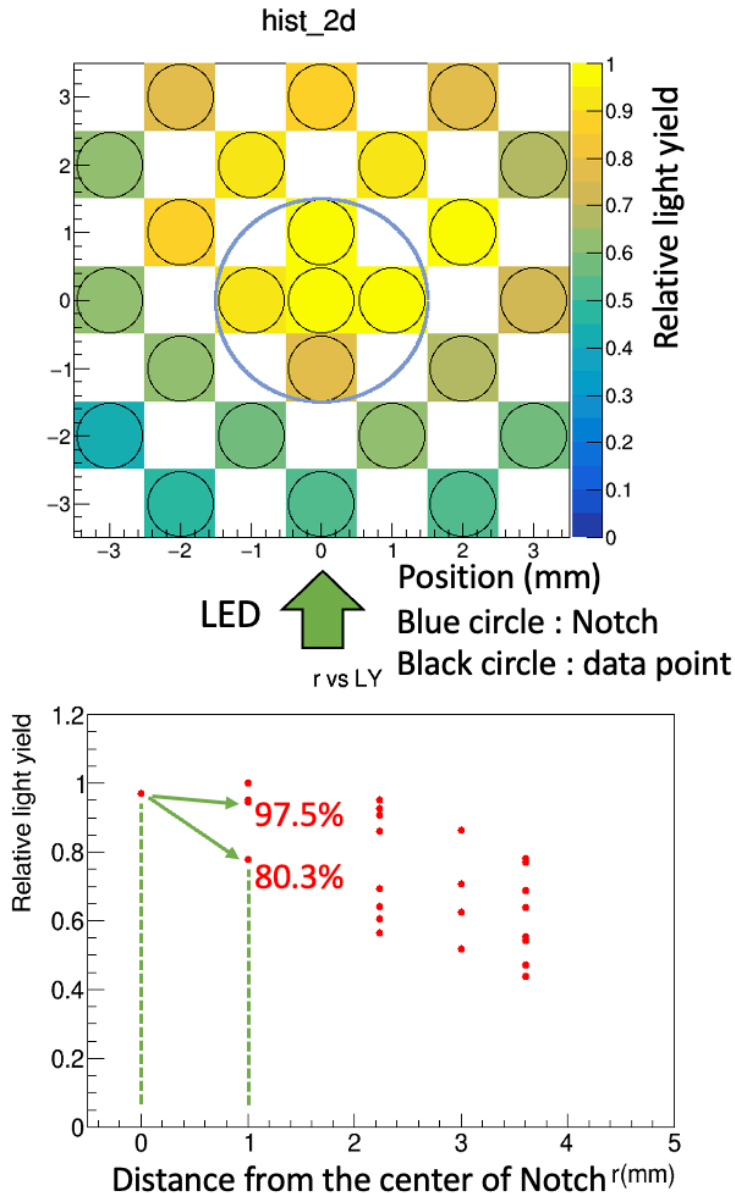 hist_2d
3
2
1
0
−1
−2
−3
−3 −2 −1 0 1 2 3
1
0.9
0.8
0.7
0.6
0.5
0.4
0.3
0.2
0.1
0
Relative light yield
Position (mm)
LED
Blue circle : Notch
Black circle : data point
r vs LY
Relative light yield
1.2
1
0.8
0.6
0.4
0.2
0
97.5%
80.3%
0 1 2 3 4 5
Distance from the center of Notch r(mm)